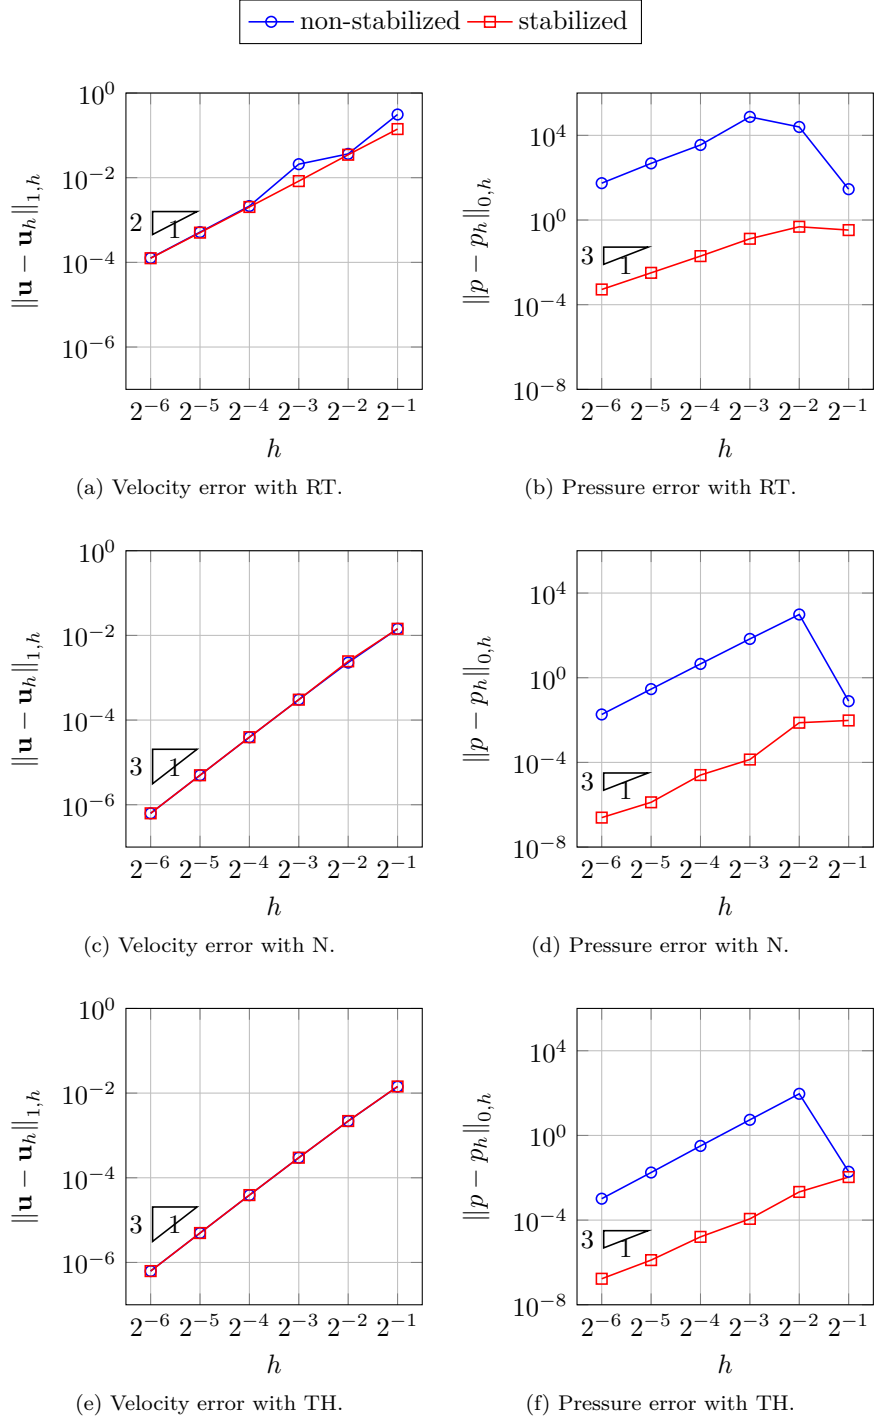 non-stabilized stabilized
10^0
10^{-2}
10^{-4}
10^{-6}
‖u − u_h‖_{1,h}
2
1
2^{-6} 2^{-5} 2^{-4} 2^{-3} 2^{-2} 2^{-1}
h
(a) Velocity error with RT.
10^4
10^0
10^{-4}
10^{-8}
‖p − p_h‖_{0,h}
3
1
2^{-6} 2^{-5} 2^{-4} 2^{-3} 2^{-2} 2^{-1}
h
(b) Pressure error with RT.
10^0
10^{-2}
10^{-4}
10^{-6}
‖u − u_h‖_{1,h}
3
1
2^{-6} 2^{-5} 2^{-4} 2^{-3} 2^{-2} 2^{-1}
h
(c) Velocity error with N.
10^4
10^0
10^{-4}
10^{-8}
‖p − p_h‖_{0,h}
3
1
2^{-6} 2^{-5} 2^{-4} 2^{-3} 2^{-2} 2^{-1}
h
(d) Pressure error with N.
10^0
10^{-2}
10^{-4}
10^{-6}
‖u − u_h‖_{1,h}
3
1
2^{-6} 2^{-5} 2^{-4} 2^{-3} 2^{-2} 2^{-1}
h
(e) Velocity error with TH.
10^4
10^0
10^{-4}
10^{-8}
‖p − p_h‖_{0,h}
3
1
2^{-6} 2^{-5} 2^{-4} 2^{-3} 2^{-2} 2^{-1}
h
(f) Pressure error with TH.